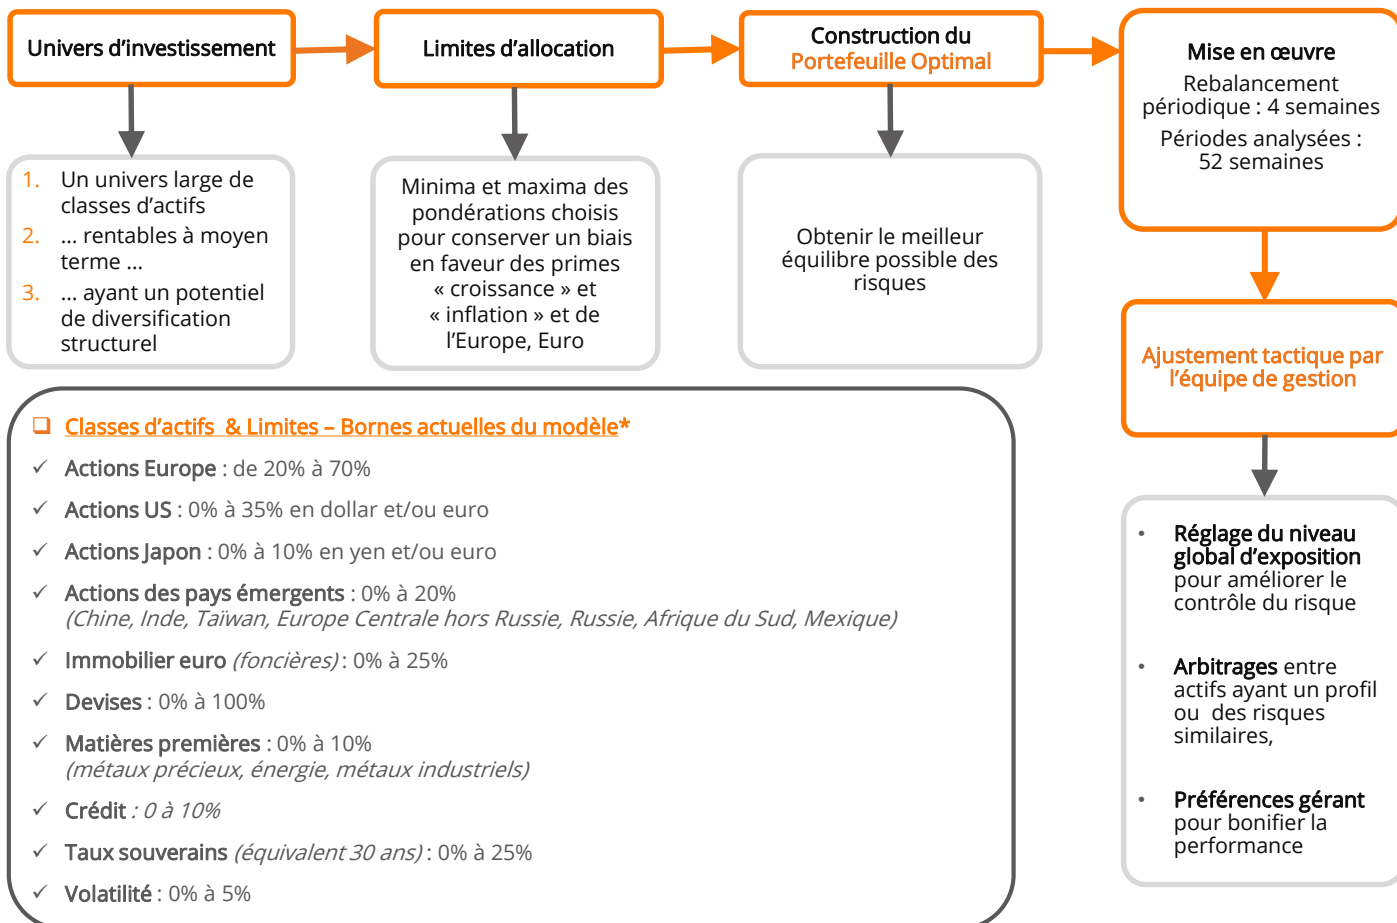 Univers d’investissement
Limites d’allocation
Construction du
Portefeuille Optimal
Mise en œuvre
Rebalancement
périodique : 4 semaines
Périodes analysées :
52 semaines
1. Un univers large de
classes d’actifs
2. … rentables à moyen
terme …
3. … ayant un potentiel
de diversification
structurel
Minima et maxima des
pondérations choisis
pour conserver un biais
en faveur des primes
« croissance » et
« inflation » et de
l’Europe, Euro
Obtenir le meilleur
équilibre possible des
risques
Ajustement tactique par
l’équipe de gestion
❑ Classes d’actifs & Limites – Bornes actuelles du modèle*
✓ Actions Europe : de 20% à 70%
✓ Actions US : 0% à 35% en dollar et/ou euro
✓ Actions Japon : 0% à 10% en yen et/ou euro
✓ Actions des pays émergents : 0% à 20%
(Chine, Inde, Taïwan, Europe Centrale hors Russie, Russie, Afrique du Sud, Mexique)
✓ Immobilier euro (foncières) : 0% à 25%
✓ Devises : 0% à 100%
✓ Matières premières : 0% à 10%
(métaux précieux, énergie, métaux industriels)
✓ Crédit : 0 à 10%
✓ Taux souverains (équivalent 30 ans) : 0% à 25%
✓ Volatilité : 0% à 5%
• Réglage du niveau
global d’exposition
pour améliorer le
contrôle du risque
• Arbitrages entre
actifs ayant un profil
ou des risques
similaires,
• Préférences gérant
pour bonifier la
performance